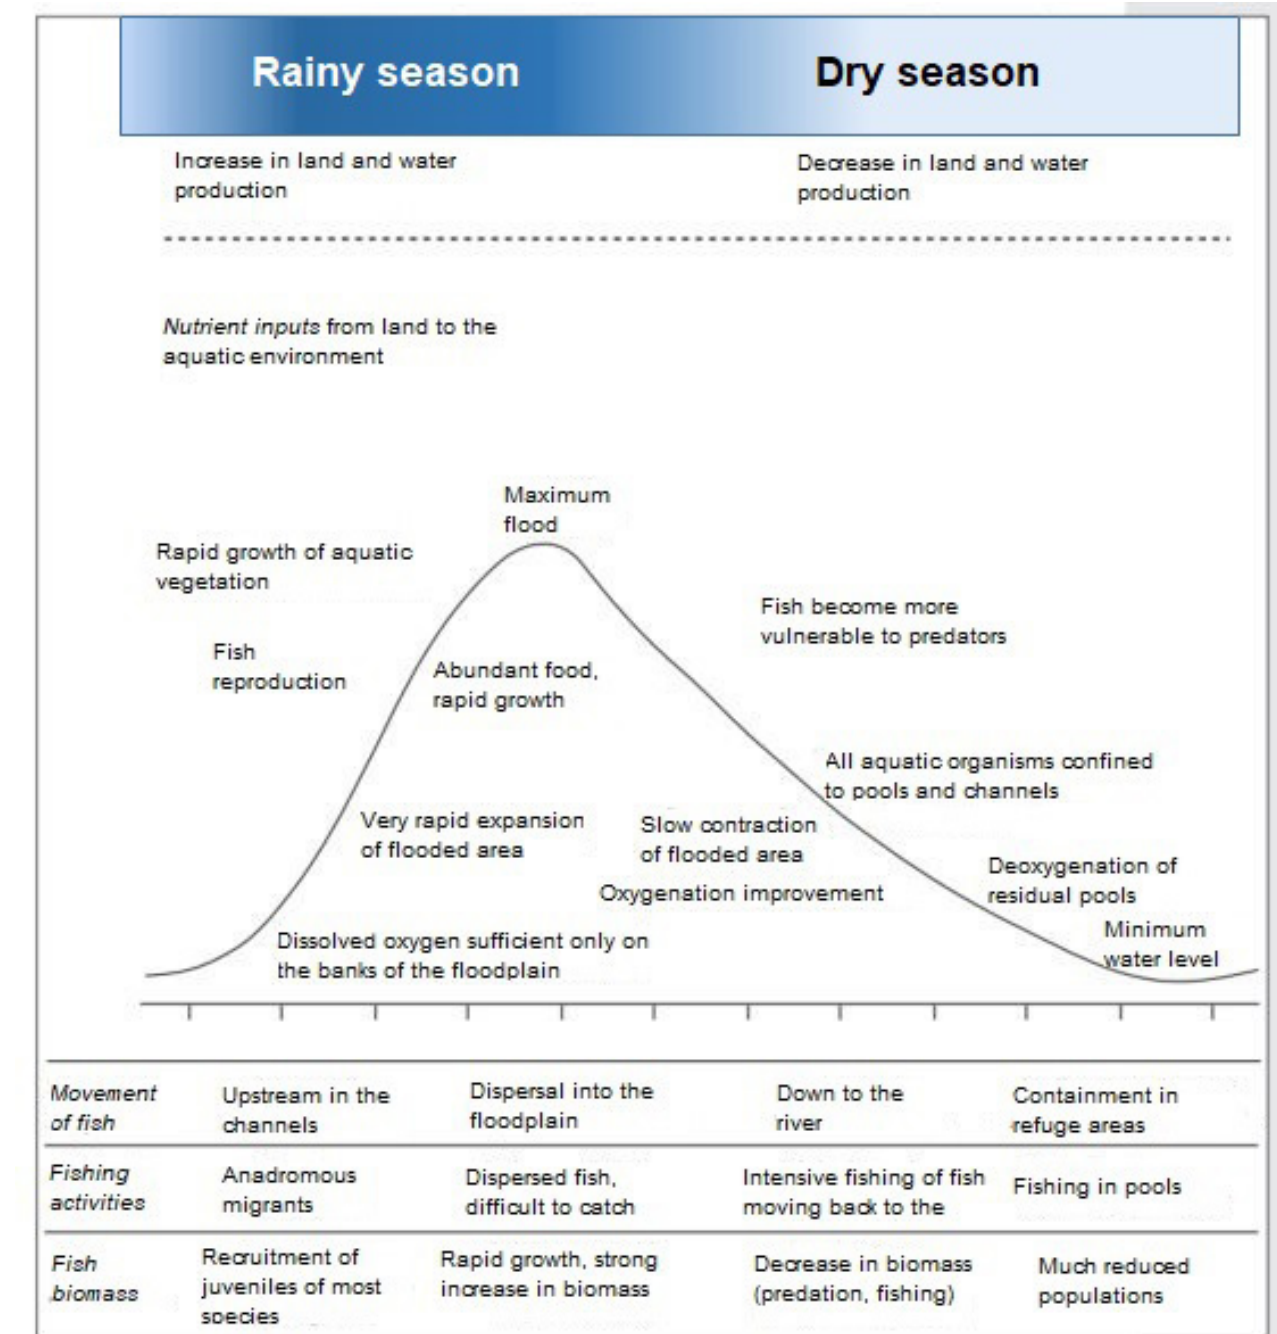 Rainy season
Dry season
Increase in land and water
production
Decrease in land and water
production
Nutrient inputs from land to the
aquatic environment
Maximum
flood
Rapid growth of aquatic
vegetation
Fish become more
vulnerable to predators
Fish
reproduction
Abundant food,
rapid growth
All aquatic organisms confined
to pools and channels
Very rapid expansion
of flooded area
Slow contraction
of flooded area
Oxygenation improvement
Deoxygenation of
residual pools
Minimum
water level
Dissolved oxygen sufficient only on
the banks of the floodplain
Movement
of fish
Upstream in the
channels
Dispersal into the
floodplain
Down to the
river
Containment in
refuge areas
Fishing
activities
Anadromous
migrants
Dispersed fish,
difficult to catch
Intensive fishing of fish
moving back to the
Fishing in pools
Fish
biomass
Recruitment of
juveniles of most
species
Rapid growth, strong
increase in biomass
Decrease in biomass
(predation, fishing)
Much reduced
populations